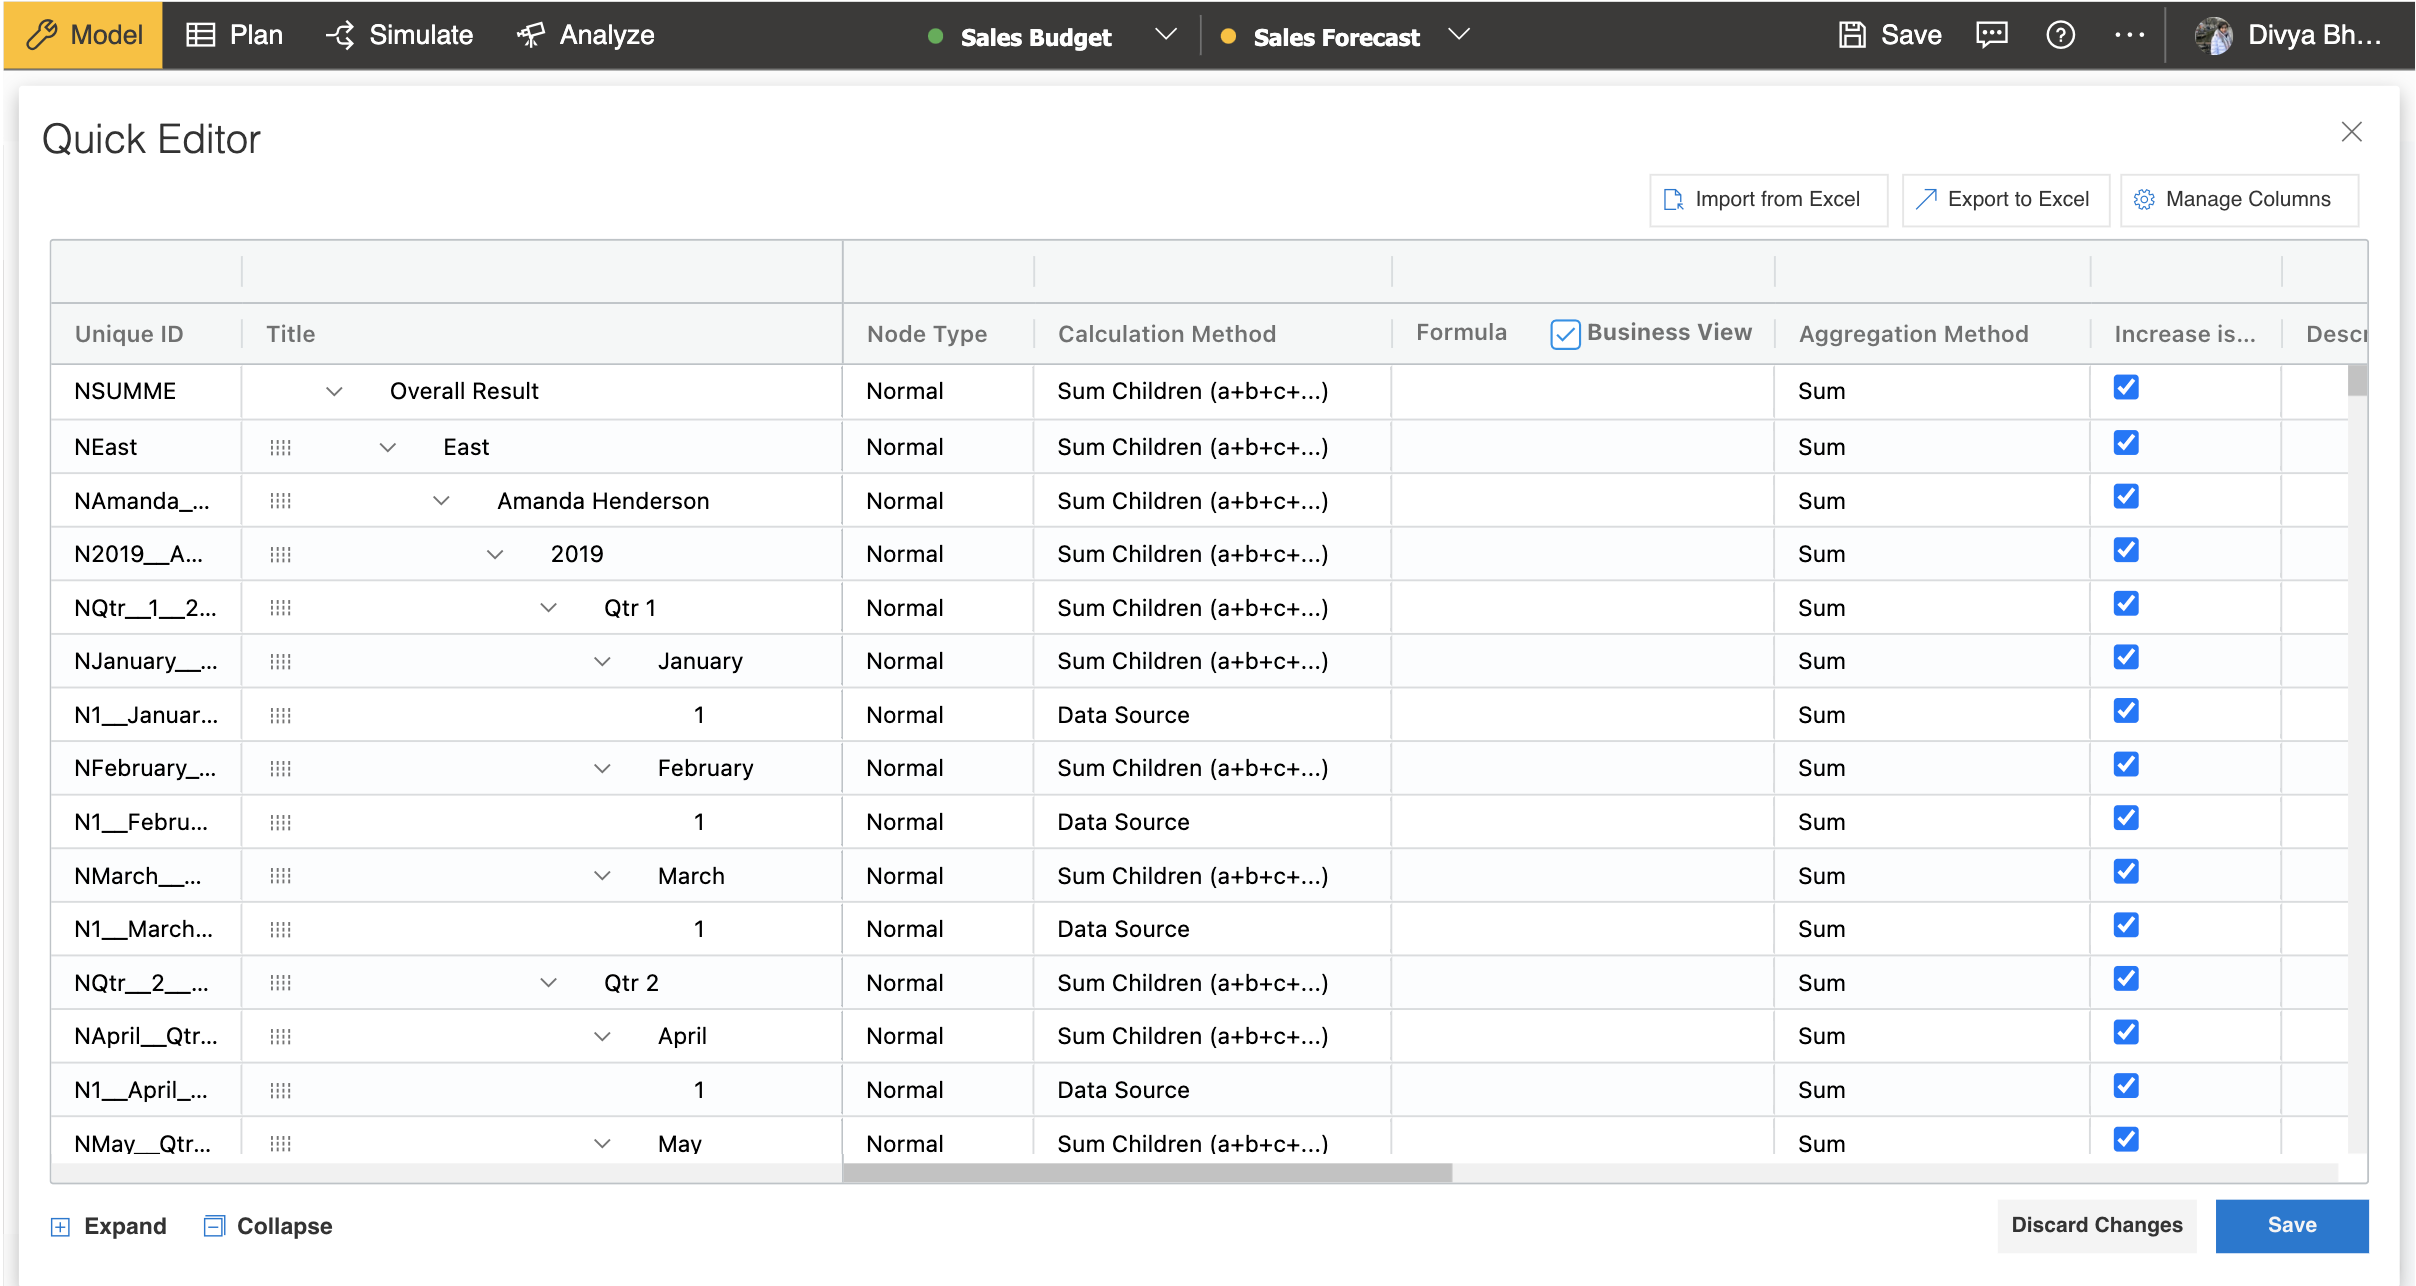 Model Plan Simulate Analyze Sales Budget Sales Forecast Save Divya Bh...
Quick Editor
Import from Excel Export to Excel Manage Columns
Unique ID Title Node Type Calculation Method Formula Business View Aggregation Method Increase is... Descr
NSUMME Overall Result Normal Sum Children (a+b+c+...) Sum
NEast East Normal Sum Children (a+b+c+...) Sum
NAmanda_... Amanda Henderson Normal Sum Children (a+b+c+...) Sum
N2019__A... 2019 Normal Sum Children (a+b+c+...) Sum
NQtr__1__2... Qtr 1 Normal Sum Children (a+b+c+...) Sum
NJanuary__... January Normal Sum Children (a+b+c+...) Sum
N1__Januar... 1 Normal Data Source Sum
NFebruary_... February Normal Sum Children (a+b+c+...) Sum
N1__Febru... 1 Normal Data Source Sum
NMarch__... March Normal Sum Children (a+b+c+...) Sum
N1__March... 1 Normal Data Source Sum
NQtr__2__... Qtr 2 Normal Sum Children (a+b+c+...) Sum
NApril__Qtr... April Normal Sum Children (a+b+c+...) Sum
N1__April_... 1 Normal Data Source Sum
NMay__Qtr... May Normal Sum Children (a+b+c+...) Sum
Expand Collapse Discard Changes Save